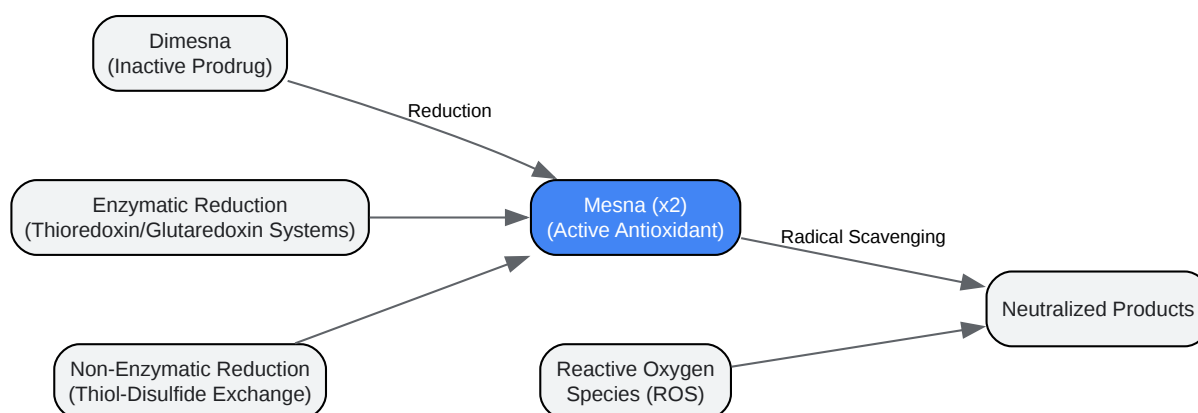 Dimesna
(Inactive Prodrug)
Reduction
Enzymatic Reduction
(Thioredoxin/Glutaredoxin Systems)
Mesna (x2)
(Active Antioxidant)
Radical Scavenging
Neutralized Products
Non-Enzymatic Reduction
(Thiol-Disulfide Exchange)
Reactive Oxygen
Species (ROS)